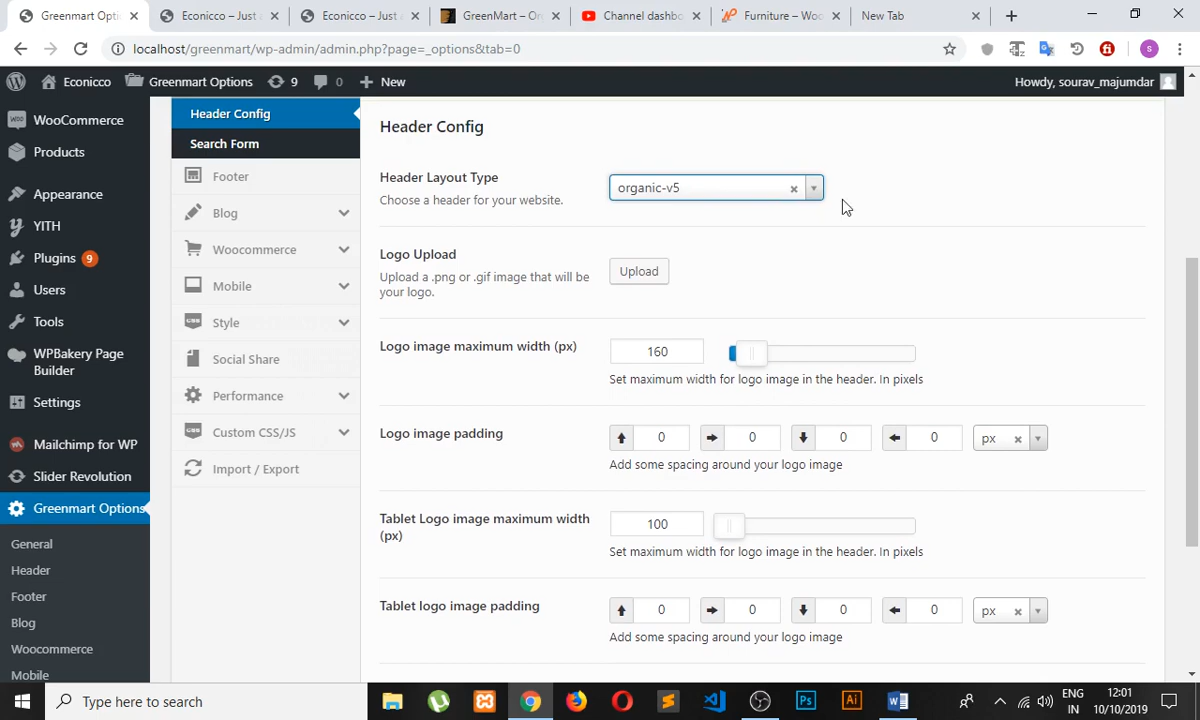 Greenmart Opti
Econicco – Just a
Econicco – Just a
GreenMart – Or
Channel dashbo
Furniture – Woo
New Tab
localhost/greenmart/wp-admin/admin.php?page=_options&tab=0
S
Econicco
Greenmart Options
9
0
New
Howdy, sourav_majumdar
WooCommerce
Products
Appearance
YITH
Plugins 9
Users
Tools
WPBakery Page
Builder
Settings
Mailchimp for WP
Slider Revolution
Greenmart Options
General
Header
Footer
Blog
Woocommerce
Mobile
Header Config
Search Form
Footer
Blog
Woocommerce
Mobile
Style
Social Share
Performance
Custom CSS/JS
Import / Export
Header Config
Header Layout Type
Choose a header for your website.
organic-v5
Logo Upload
Upload a .png or .gif image that will be
your logo.
Upload
Logo image maximum width (px)
160
Set maximum width for logo image in the header. In pixels
Logo image padding
0 0 0 0 px
Add some spacing around your logo image
Tablet Logo image maximum width
(px)
100
Set maximum width for logo image in the header. In pixels
Tablet logo image padding
0 0 0 0 px
Add some spacing around your logo image
Type here to search
Ps
Ai
ENG
IN
12:01
10/10/2019